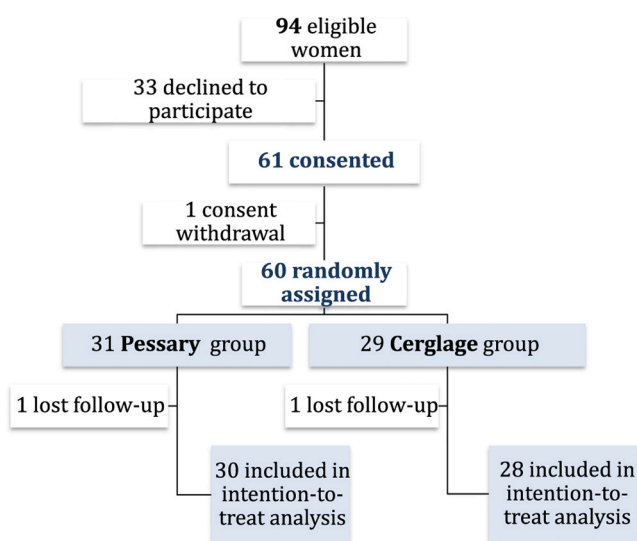 94 eligible
women
33 declined to
participate
61 consented
1 consent
withdrawal
60 randomly
assigned
31 Pessary group
29 Cerglage group
1 lost follow-up
1 lost follow-up
30 included in
intention-to-
treat analysis
28 included in
intention-to-
treat analysis